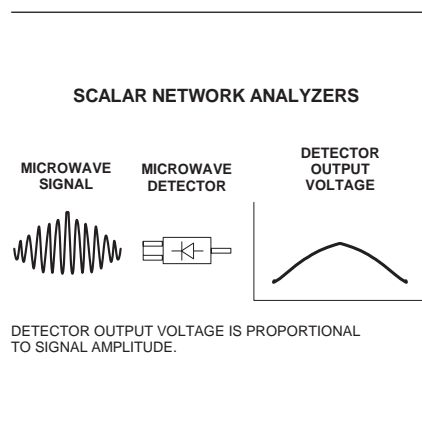 SCALAR NETWORK ANALYZERS
MICROWAVE
SIGNAL
MICROWAVE
DETECTOR
DETECTOR
OUTPUT
VOLTAGE
DETECTOR OUTPUT VOLTAGE IS PROPORTIONAL
TO SIGNAL AMPLITUDE.